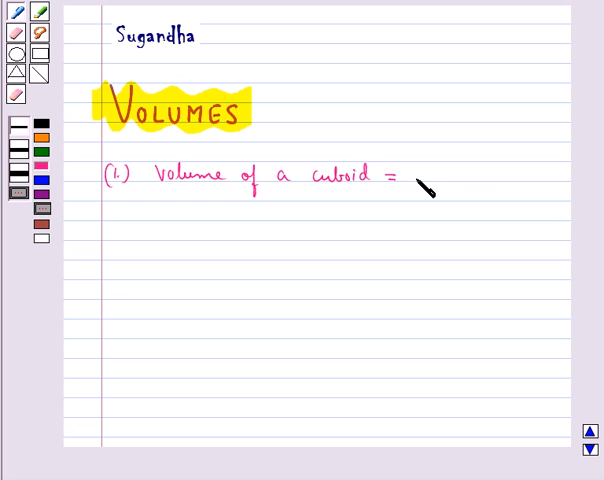 Sugandha
VOLUMES
(1.) Volume of a cuboid =